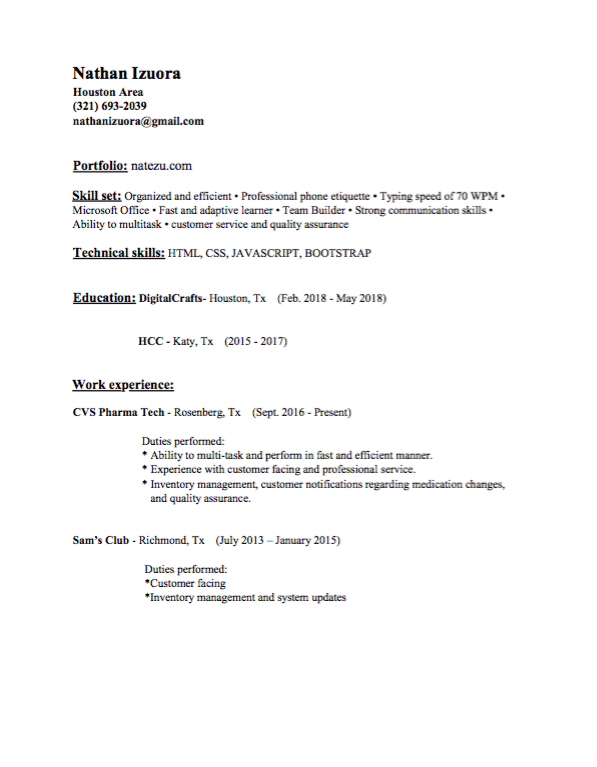 Nathan Izuora
Houston Area
(321) 693-2039
nathanizuora@gmail.com
Portfolio: natezu.com
Skill set: Organized and efficient • Professional phone etiquette • Typing speed of 70 WPM •
Microsoft Office • Fast and adaptive learner • Team Builder • Strong communication skills •
Ability to multitask • customer service and quality assurance
Technical skills: HTML, CSS, JAVASCRIPT, BOOTSTRAP
Education: DigitalCrafts- Houston, Tx (Feb. 2018 - May 2018)
HCC - Katy, Tx (2015 - 2017)
Work experience:
CVS Pharma Tech - Rosenberg, Tx (Sept. 2016 - Present)
Duties performed:
* Ability to multi-task and perform in fast and efficient manner.
* Experience with customer facing and professional service.
* Inventory management, customer notifications regarding medication changes,
and quality assurance.
Sam’s Club - Richmond, Tx (July 2013 – January 2015)
Duties performed:
*Customer facing
*Inventory management and system updates